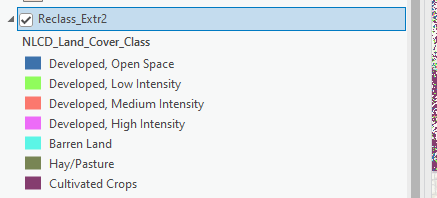 Reclass_Extr2
NLCD_Land_Cover_Class
Developed, Open Space
Developed, Low Intensity
Developed, Medium Intensity
Developed, High Intensity
Barren Land
Hay/Pasture
Cultivated Crops